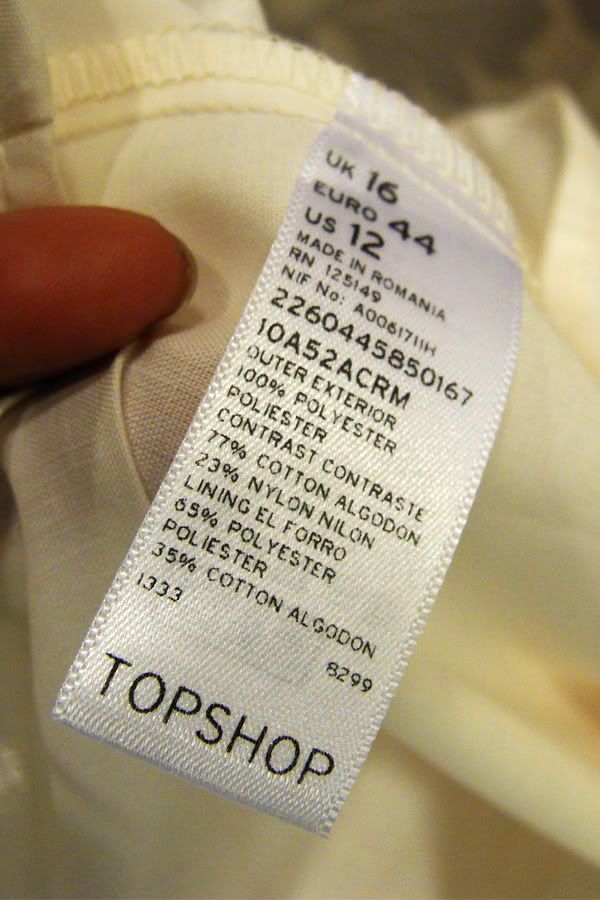 UK 16
EURO 44
US 12
MADE IN ROMANIA
RN 125149
NIF No: A0061711H
2260445850167
10A52ACRM
OUTER EXTERIOR
100% POLYESTER
POLIESTER
CONTRAST CONTRASTE
77% COTTON ALGODON
23% NYLON NILON
LINING EL FORRO
65% POLYESTER
POLIESTER
35% COTTON ALGODON
1333 8299
TOPSHOP